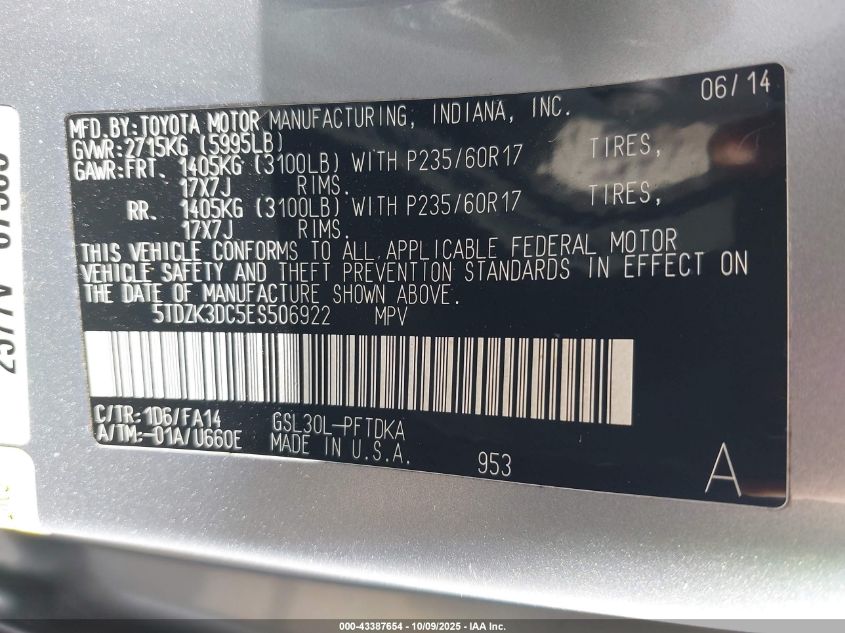 06/14
MFD.BY:TOYOTA MOTOR MANUFACTURING, INDIANA, INC.
GVWR:2715KG (5995LB)
GAWR:FRT. 1405KG (3100LB) WITH P235/60R17 TIRES,
17X7J RIMS.
RR. 1405KG (3100LB) WITH P235/60R17 TIRES,
17X7J RIMS.
THIS VEHICLE CONFORMS TO ALL APPLICABLE FEDERAL MOTOR
VEHICLE SAFETY AND THEFT PREVENTION STANDARDS IN EFFECT ON
THE DATE OF MANUFACTURE SHOWN ABOVE.
5TDZK3DC5ES506922 MPV
C/TR:1D6/FA14 GSL30L-PFTDKA
A/TM:-01A/U660E MADE IN U.S.A.
953 A
000-43387654 - 10/09/2025 - IAA Inc.